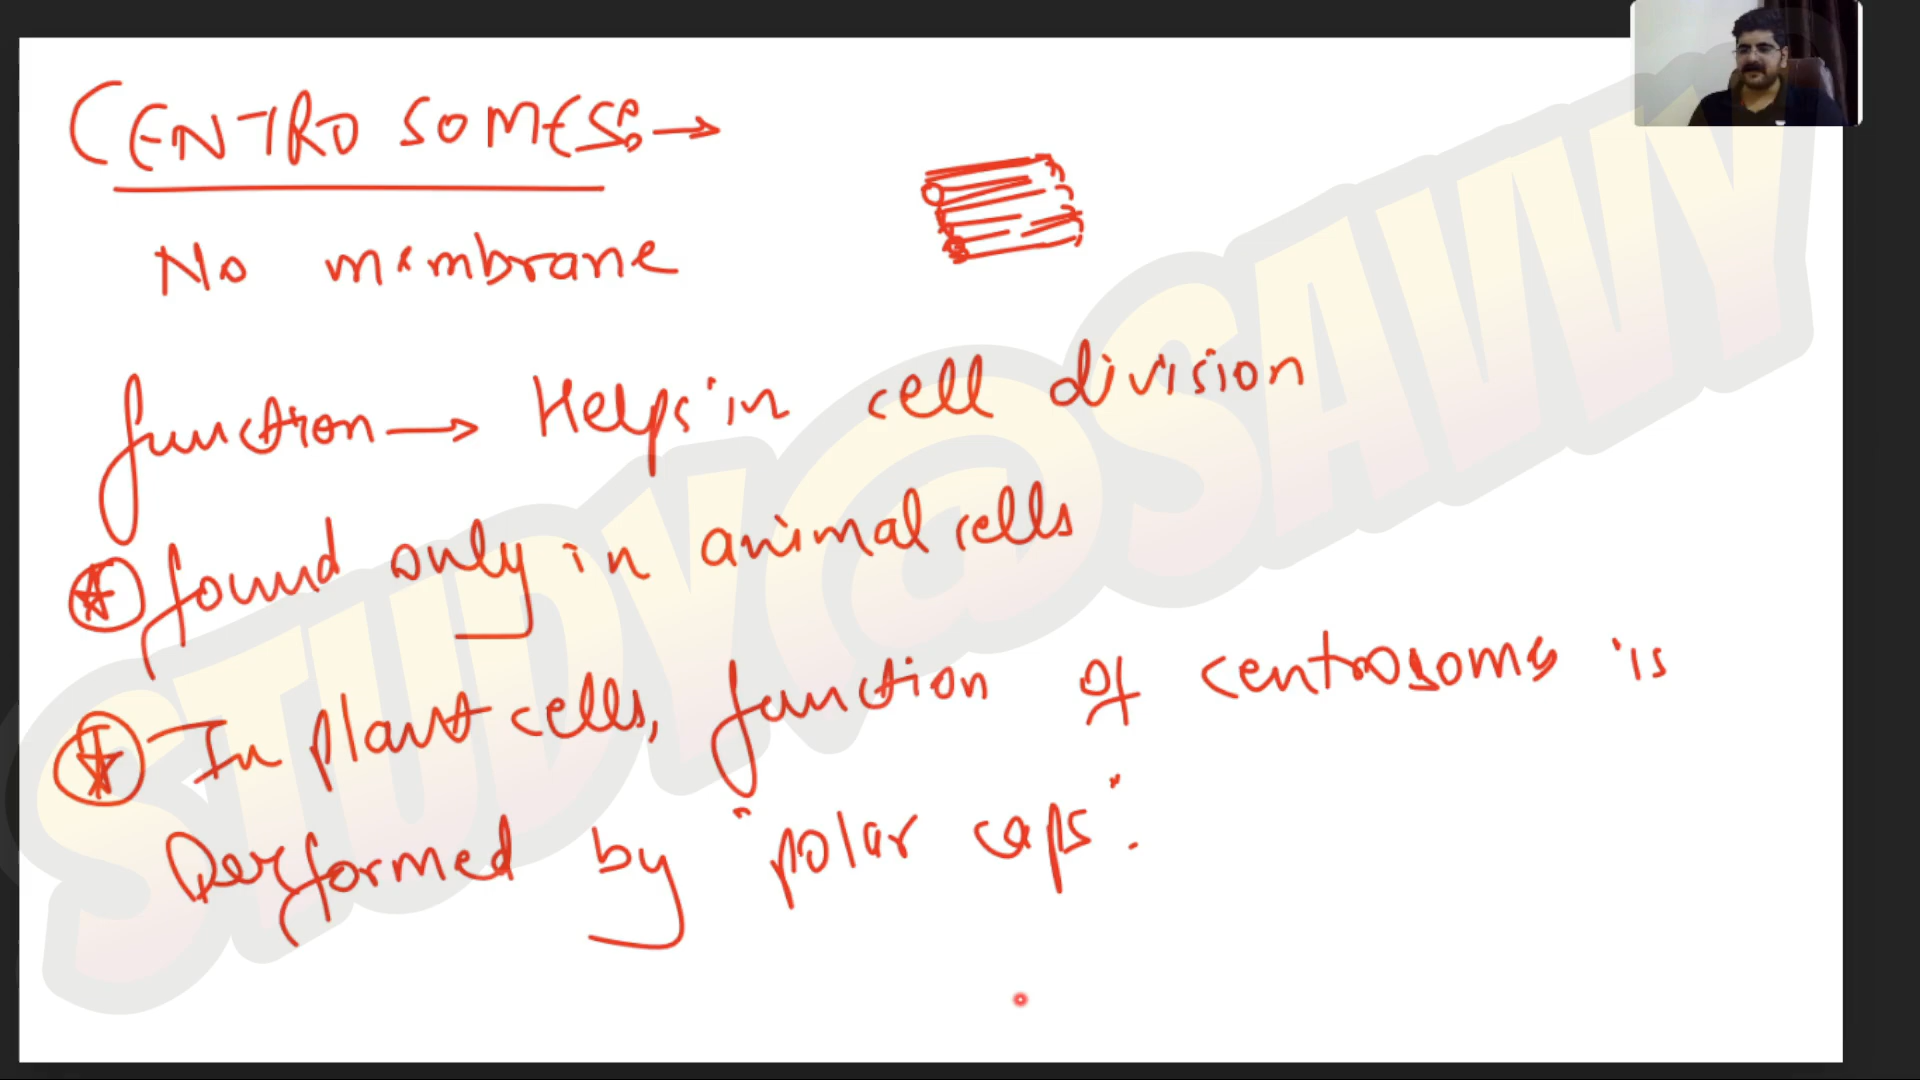 CENTROSOMES: →
No membrane
function → Helps in cell division
found only in animal cells
In plant cells, function of centrosoms is
Performed by "polar caps".
STUDY@SAVVY